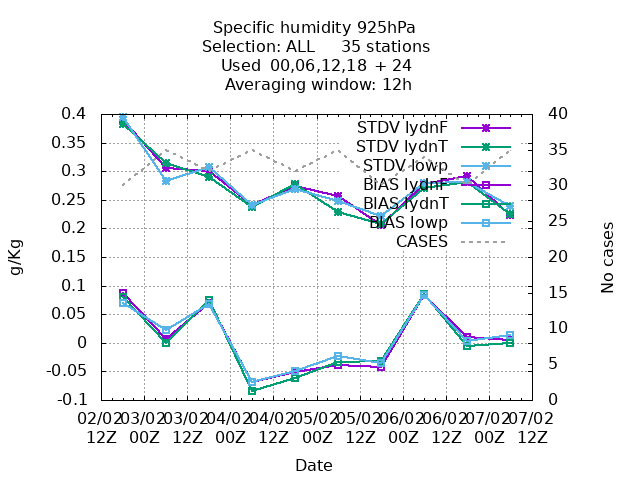 Specific humidity 925hPa
Selection: ALL 35 stations
Used 00,06,12,18 + 24
Averaging window: 12h
0.4
0.35
0.3
0.25
0.2
0.15
0.1
0.05
0
-0.05
-0.1
g/Kg
40
35
30
25
20
15
10
5
0
No cases
STDV lydnF
STDV lydnT
STDV lowp
BIAS lydnF
BIAS lydnT
BIAS lowp
CASES
02/02 03/02 03/02 04/02 04/02 05/02 05/02 06/02 06/02 07/02 07/02
12Z 00Z 12Z 00Z 12Z 00Z 12Z 00Z 12Z 00Z 12Z
Date